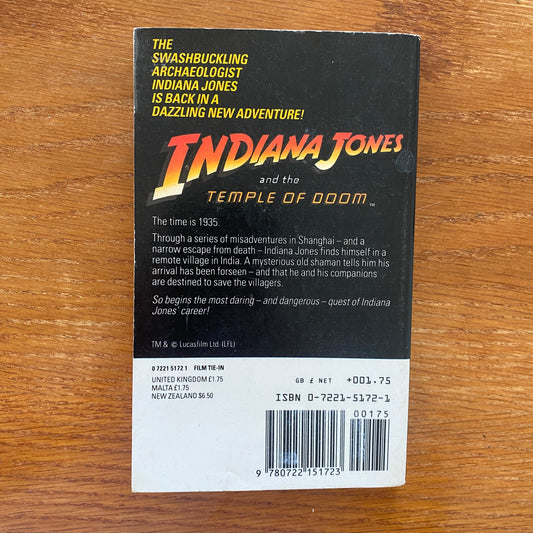 THE
SWASHBUCKLING
ARCHAEOLOGIST
INDIANA JONES
IS BACK IN A
DAZZLING NEW ADVENTURE!
INDIANA JONES
and the
TEMPLE OF DOOM™
The time is 1935.
Through a series of misadventures in Shanghai – and a
narrow escape from death – Indiana Jones finds himself in a
remote village in India. A mysterious old shaman tells him his
arrival has been forseen – and that he and his companions
are destined to save the villagers.
So begins the most daring – and dangerous – quest of Indiana
Jones' career!
TM & © Lucasfilm Ltd. (LFL)
0 7221 5172 1 FILM TIE-IN
UNITED KINGDOM £1.75
MALTA £1.75
NEW ZEALAND $6.50
GB £ NET +001.75
ISBN 0-7221-5172-1
00175
9 780722 151723